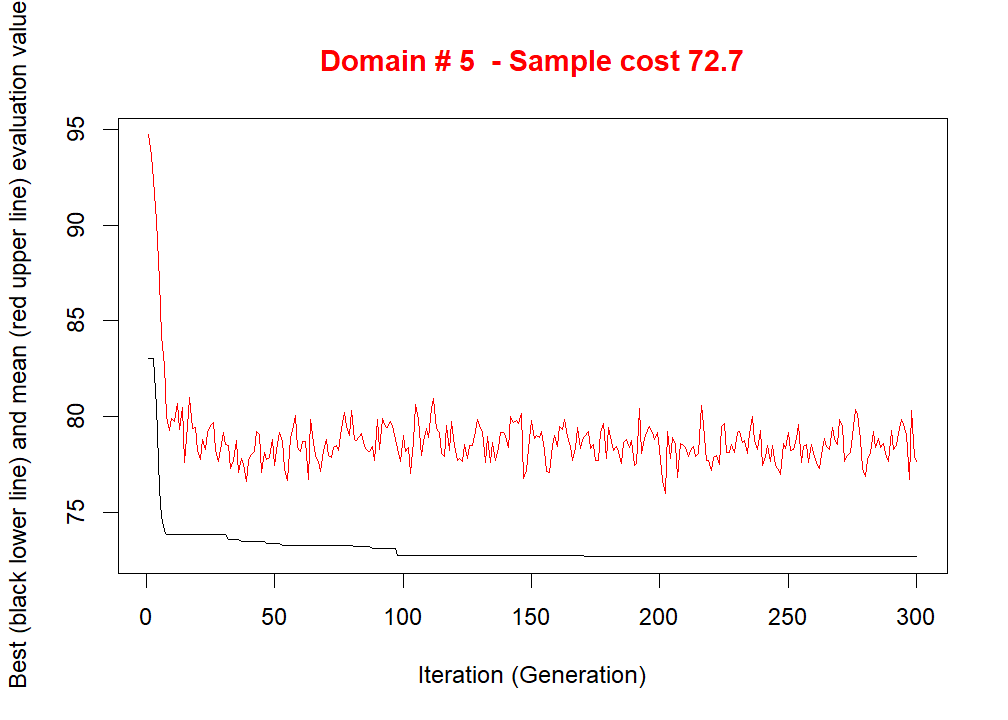 Domain # 5  - Sample cost 72.7
Best (black lower line) and mean (red upper line) evaluation value
95
90
85
80
75
0 50 100 150 200 250 300
Iteration (Generation)